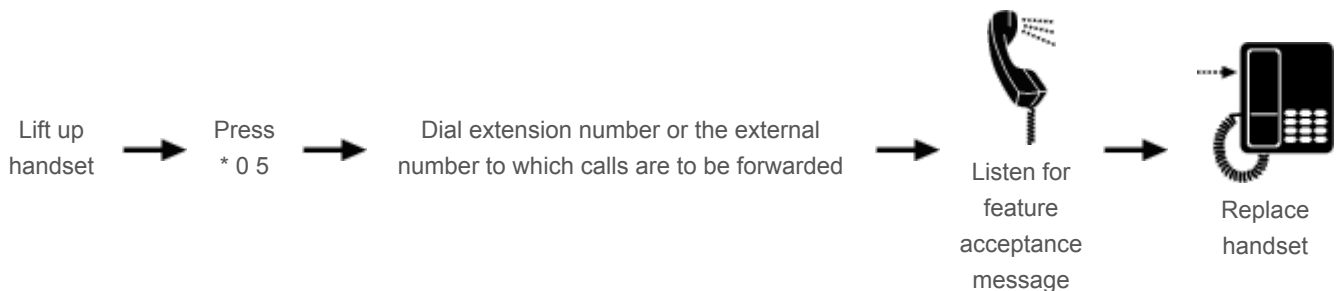 Lift up
handset
Press
* 0 5
Dial extension number or the external
number to which calls are to be forwarded
Listen for
feature
acceptance
message
Replace
handset